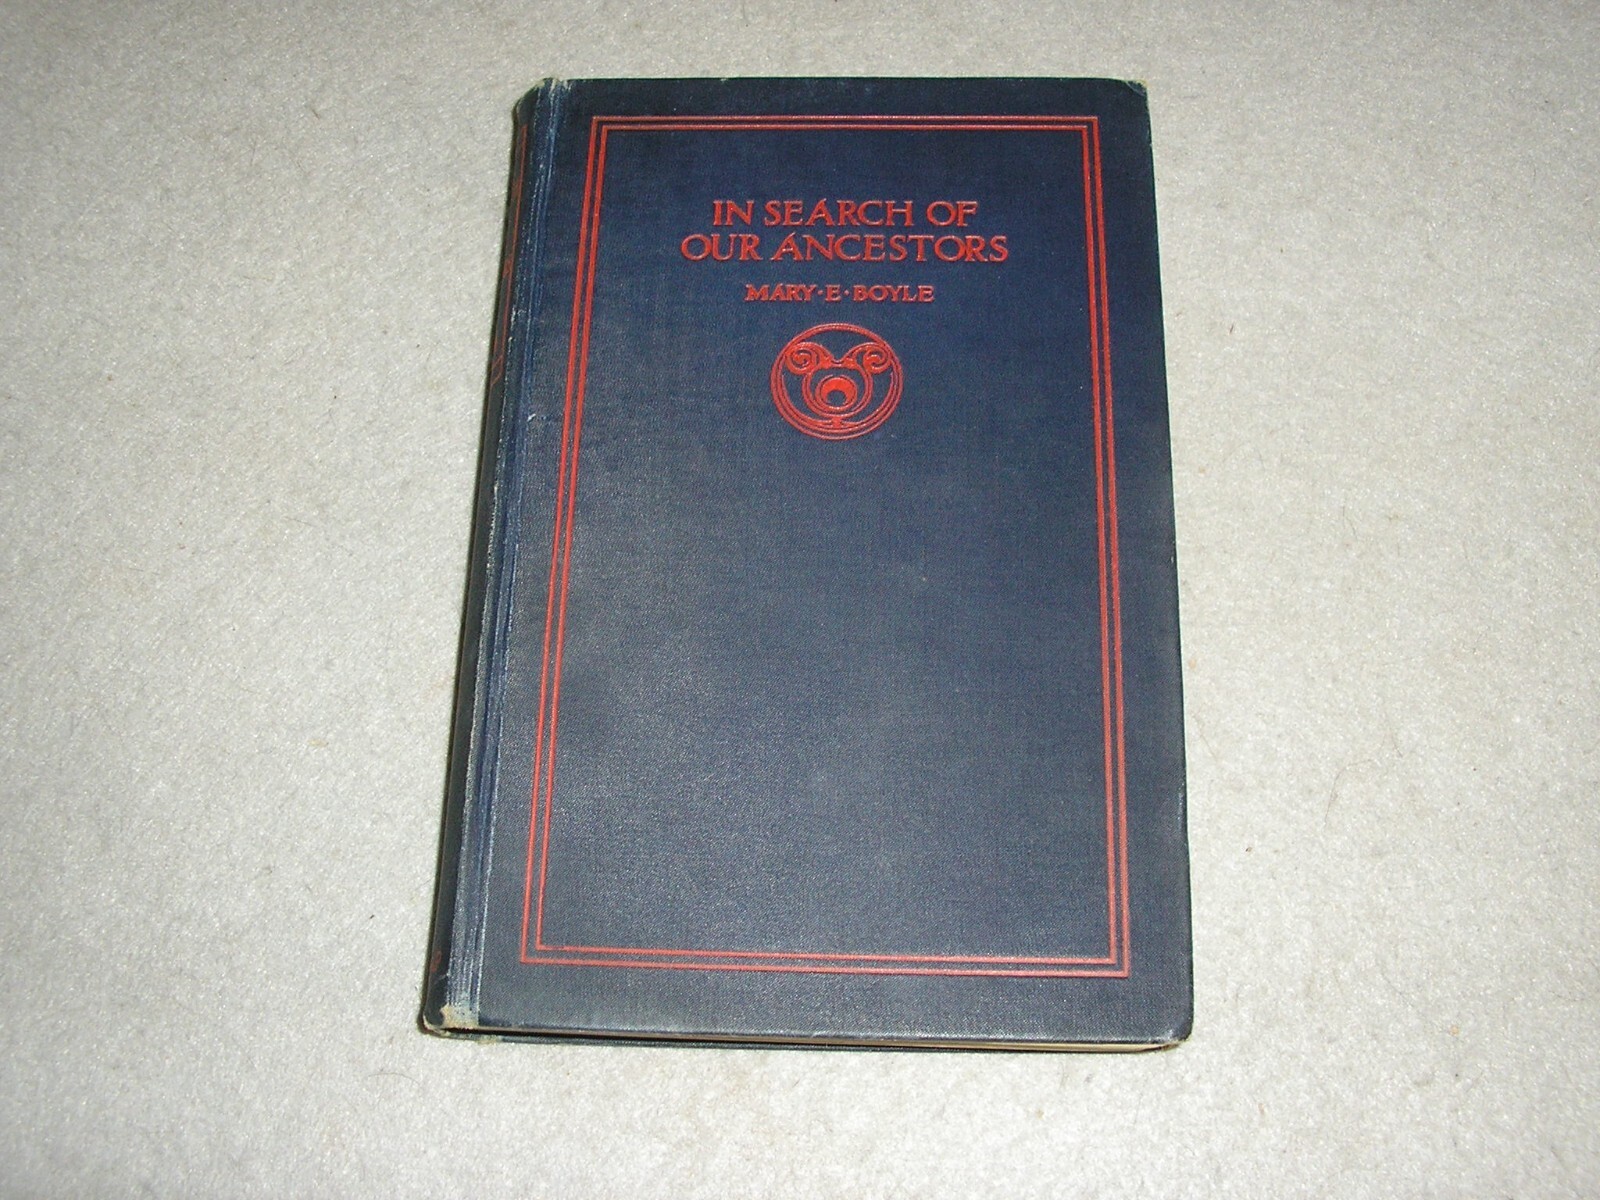 IN SEARCH OF
OUR ANCESTORS
MARY·E·BOYLE